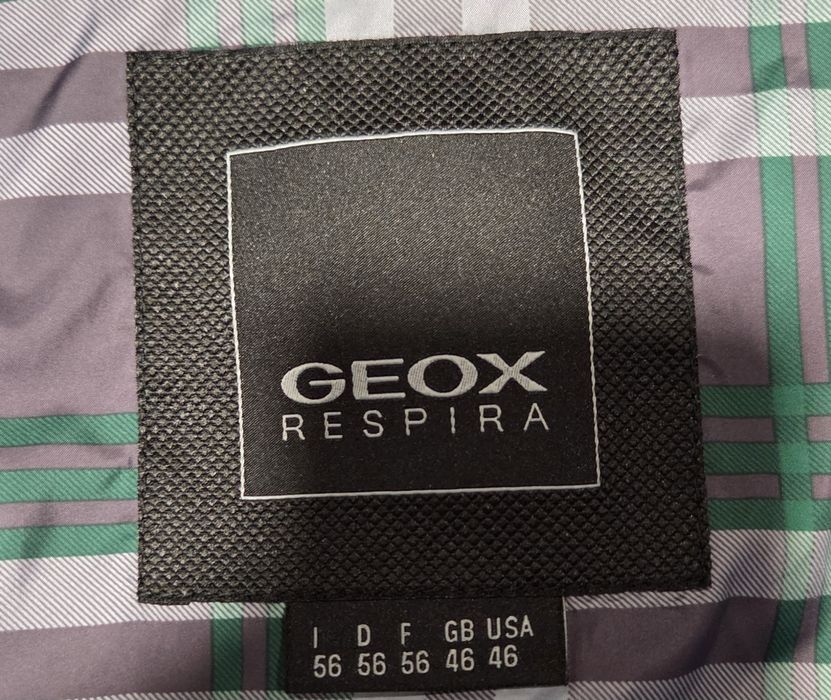 GEOX
RESPIRA
I D F GB USA
56 56 56 46 46